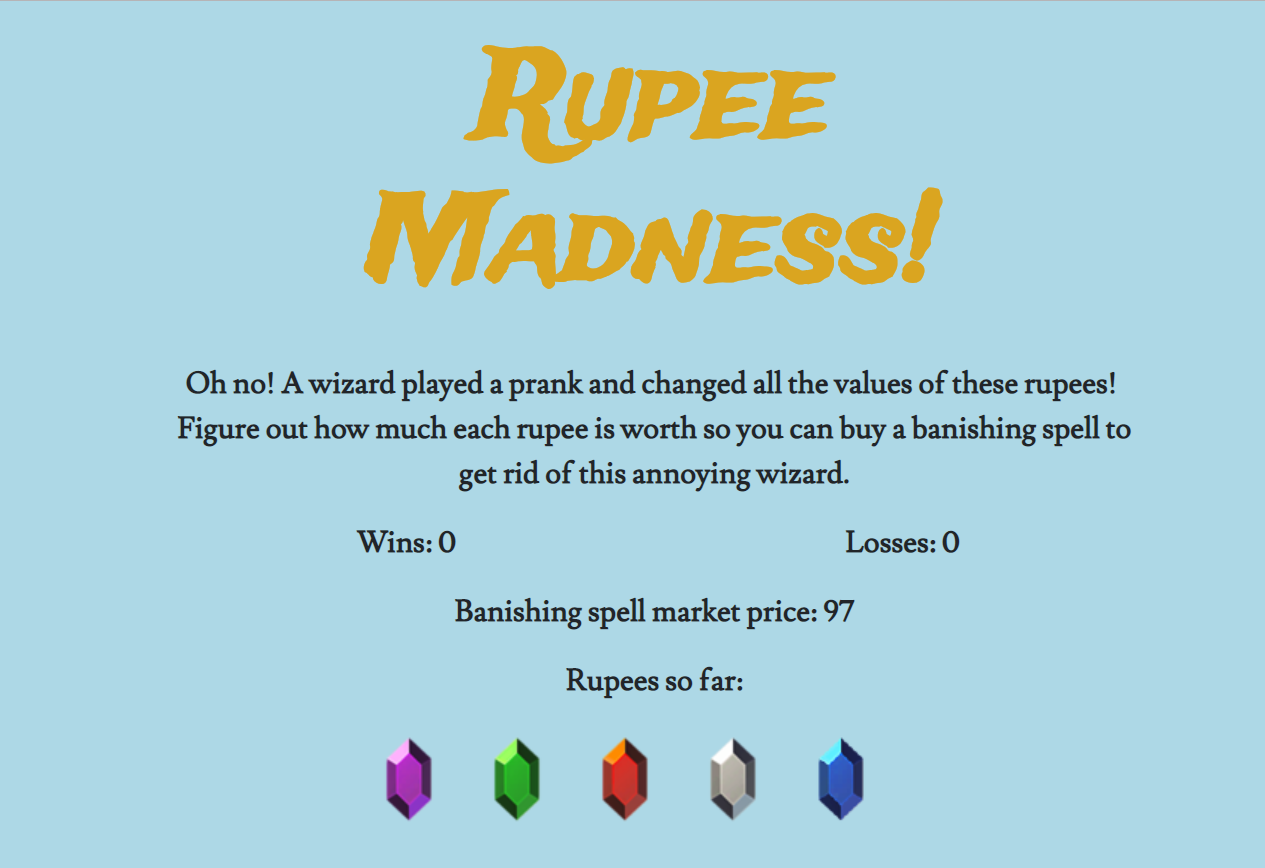 Rupee
Madness!
Oh no! A wizard played a prank and changed all the values of these rupees!
Figure out how much each rupee is worth so you can buy a banishing spell to
get rid of this annoying wizard.
Wins: 0
Losses: 0
Banishing spell market price: 97
Rupees so far: